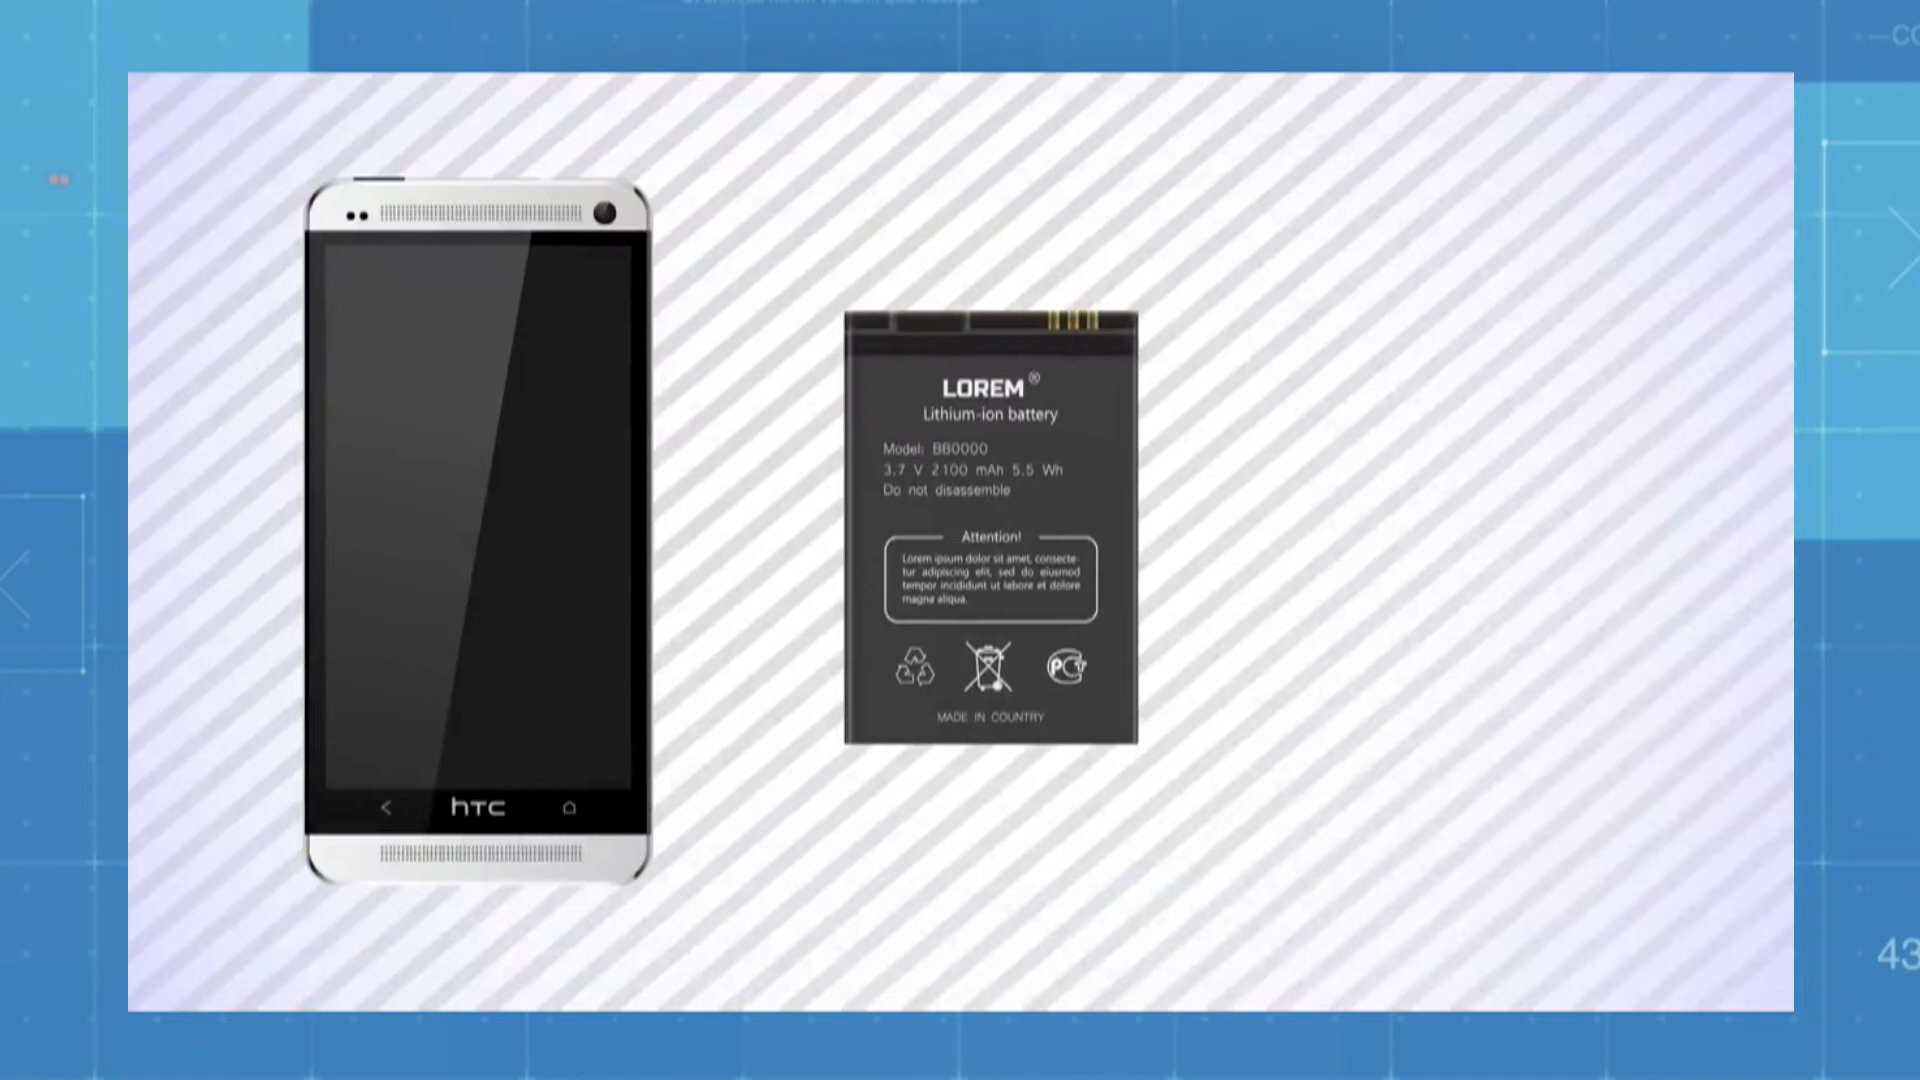 hTC
LOREM®
Lithium-ion battery
Model: BB0000
3.7 V 2100 mAh 5.5 Wh
Do not disassemble
Attention!
Lorem ipsum dolor sit amet, consecte-
tur adipiscing elit, sed do eiusmod
tempor incididunt ut labore et dolore
magna aliqua.
PCT
MADE IN COUNTRY
43